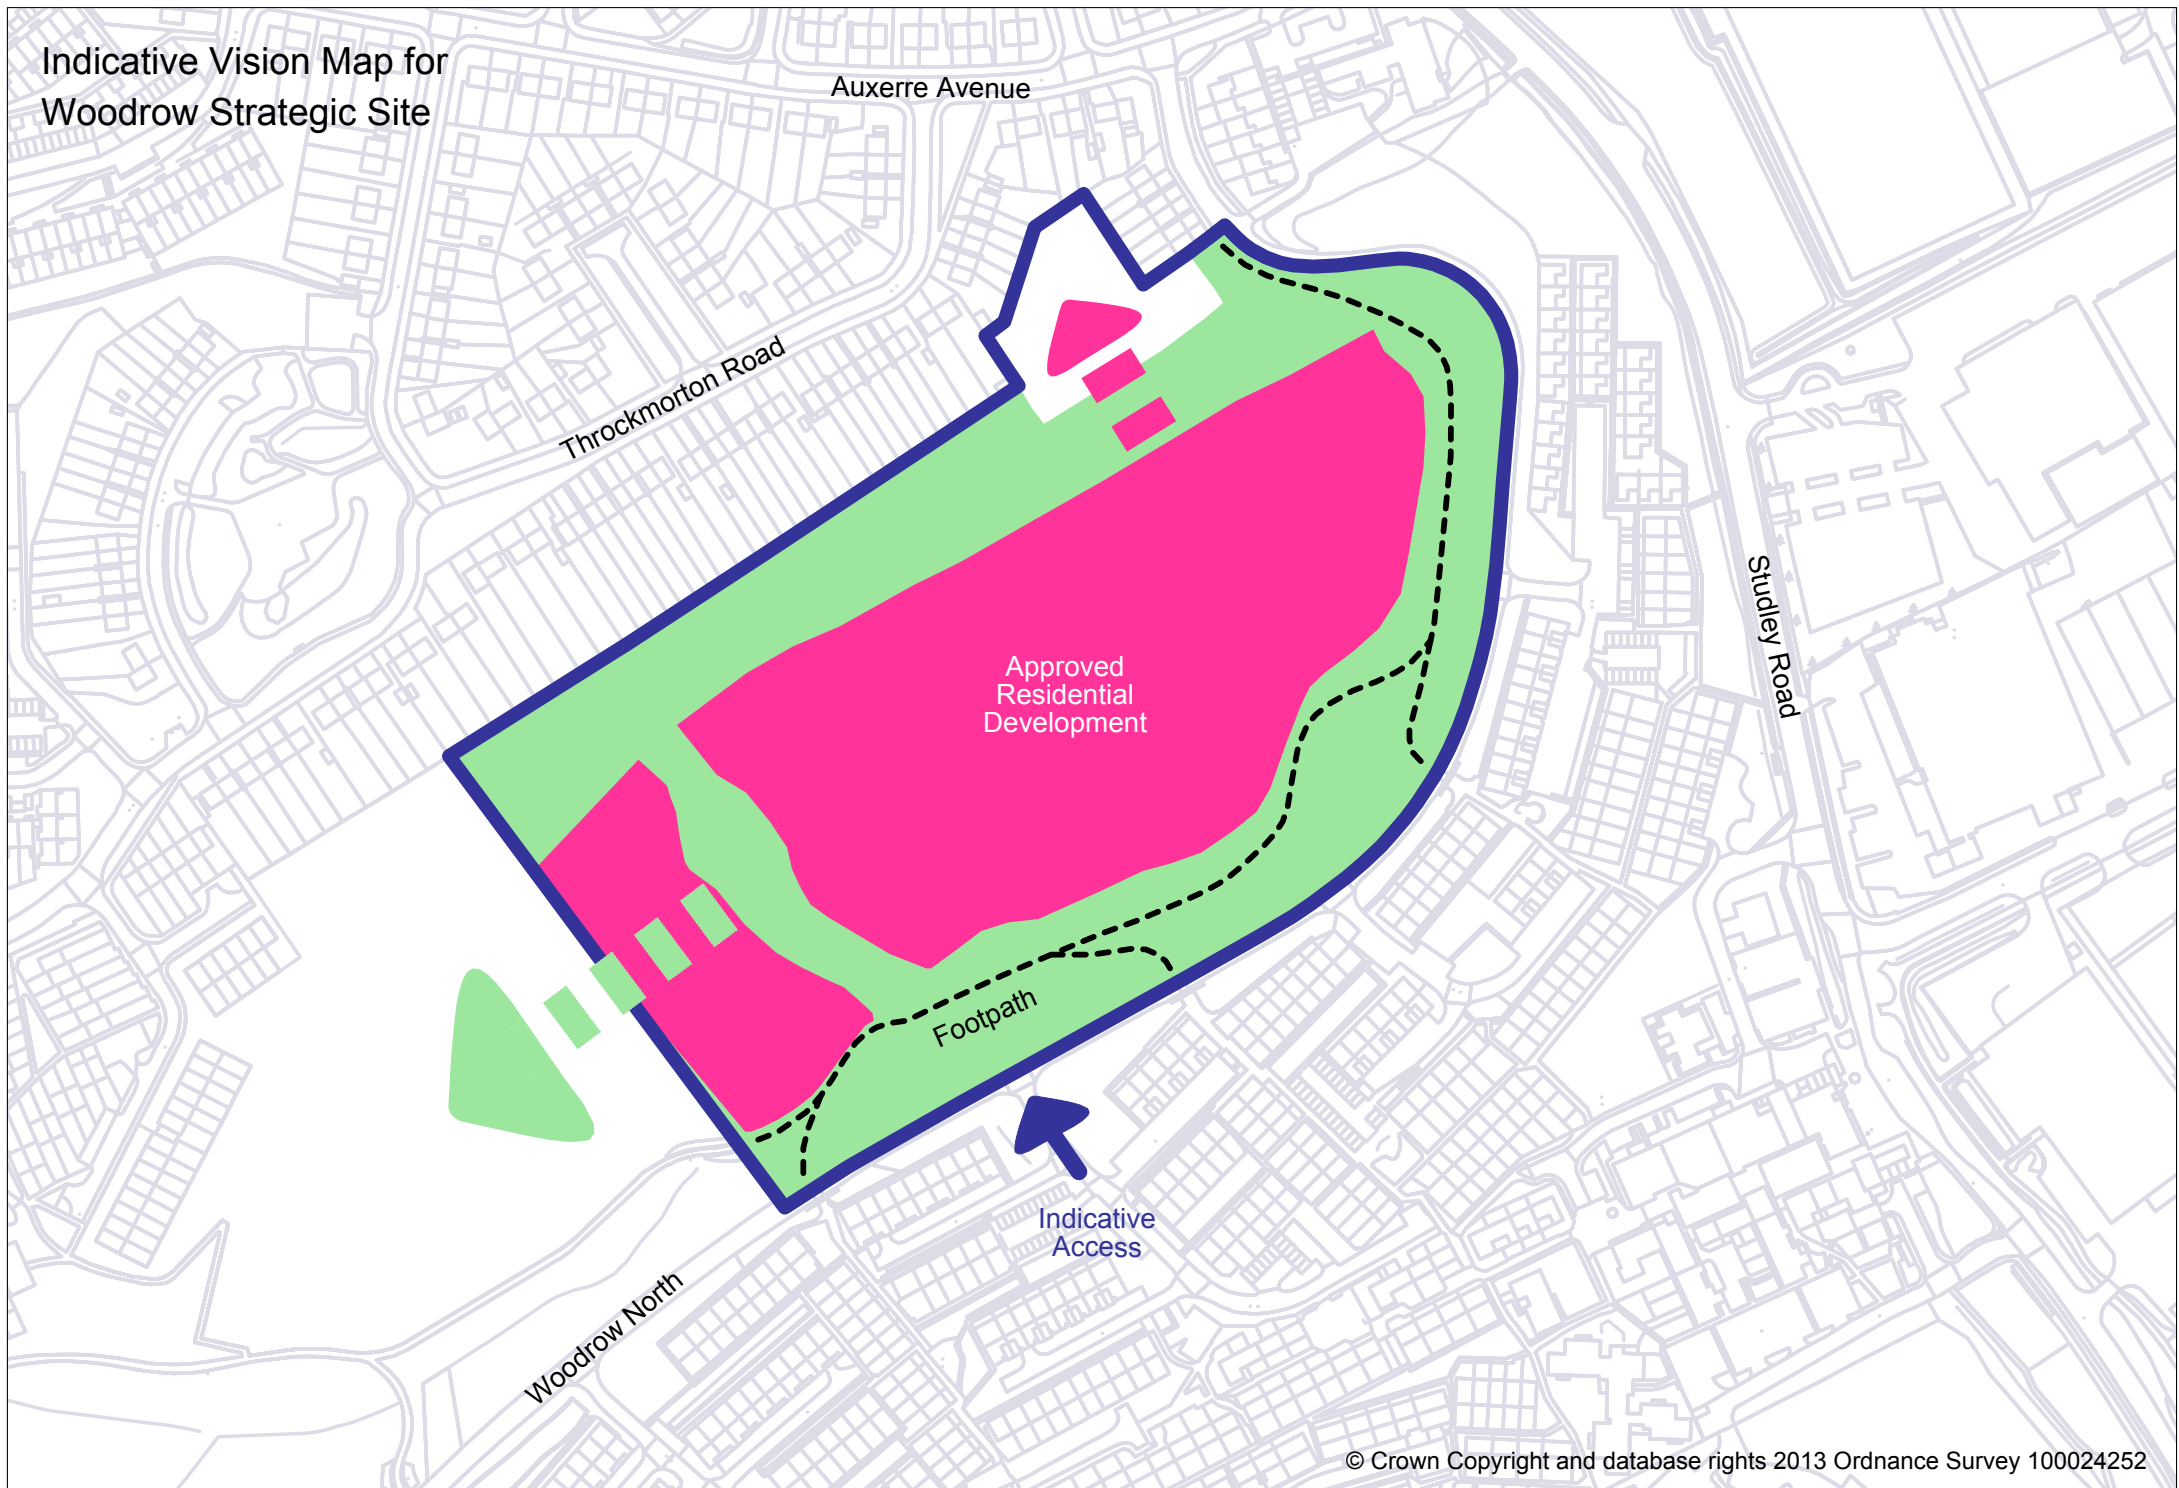 Indicative Vision Map for
Woodrow Strategic Site
Auxerre Avenue
Throckmorton Road
Studley Road
Approved
Residential
Development
Footpath
Indicative
Access
Woodrow North
© Crown Copyright and database rights 2013 Ordnance Survey 100024252